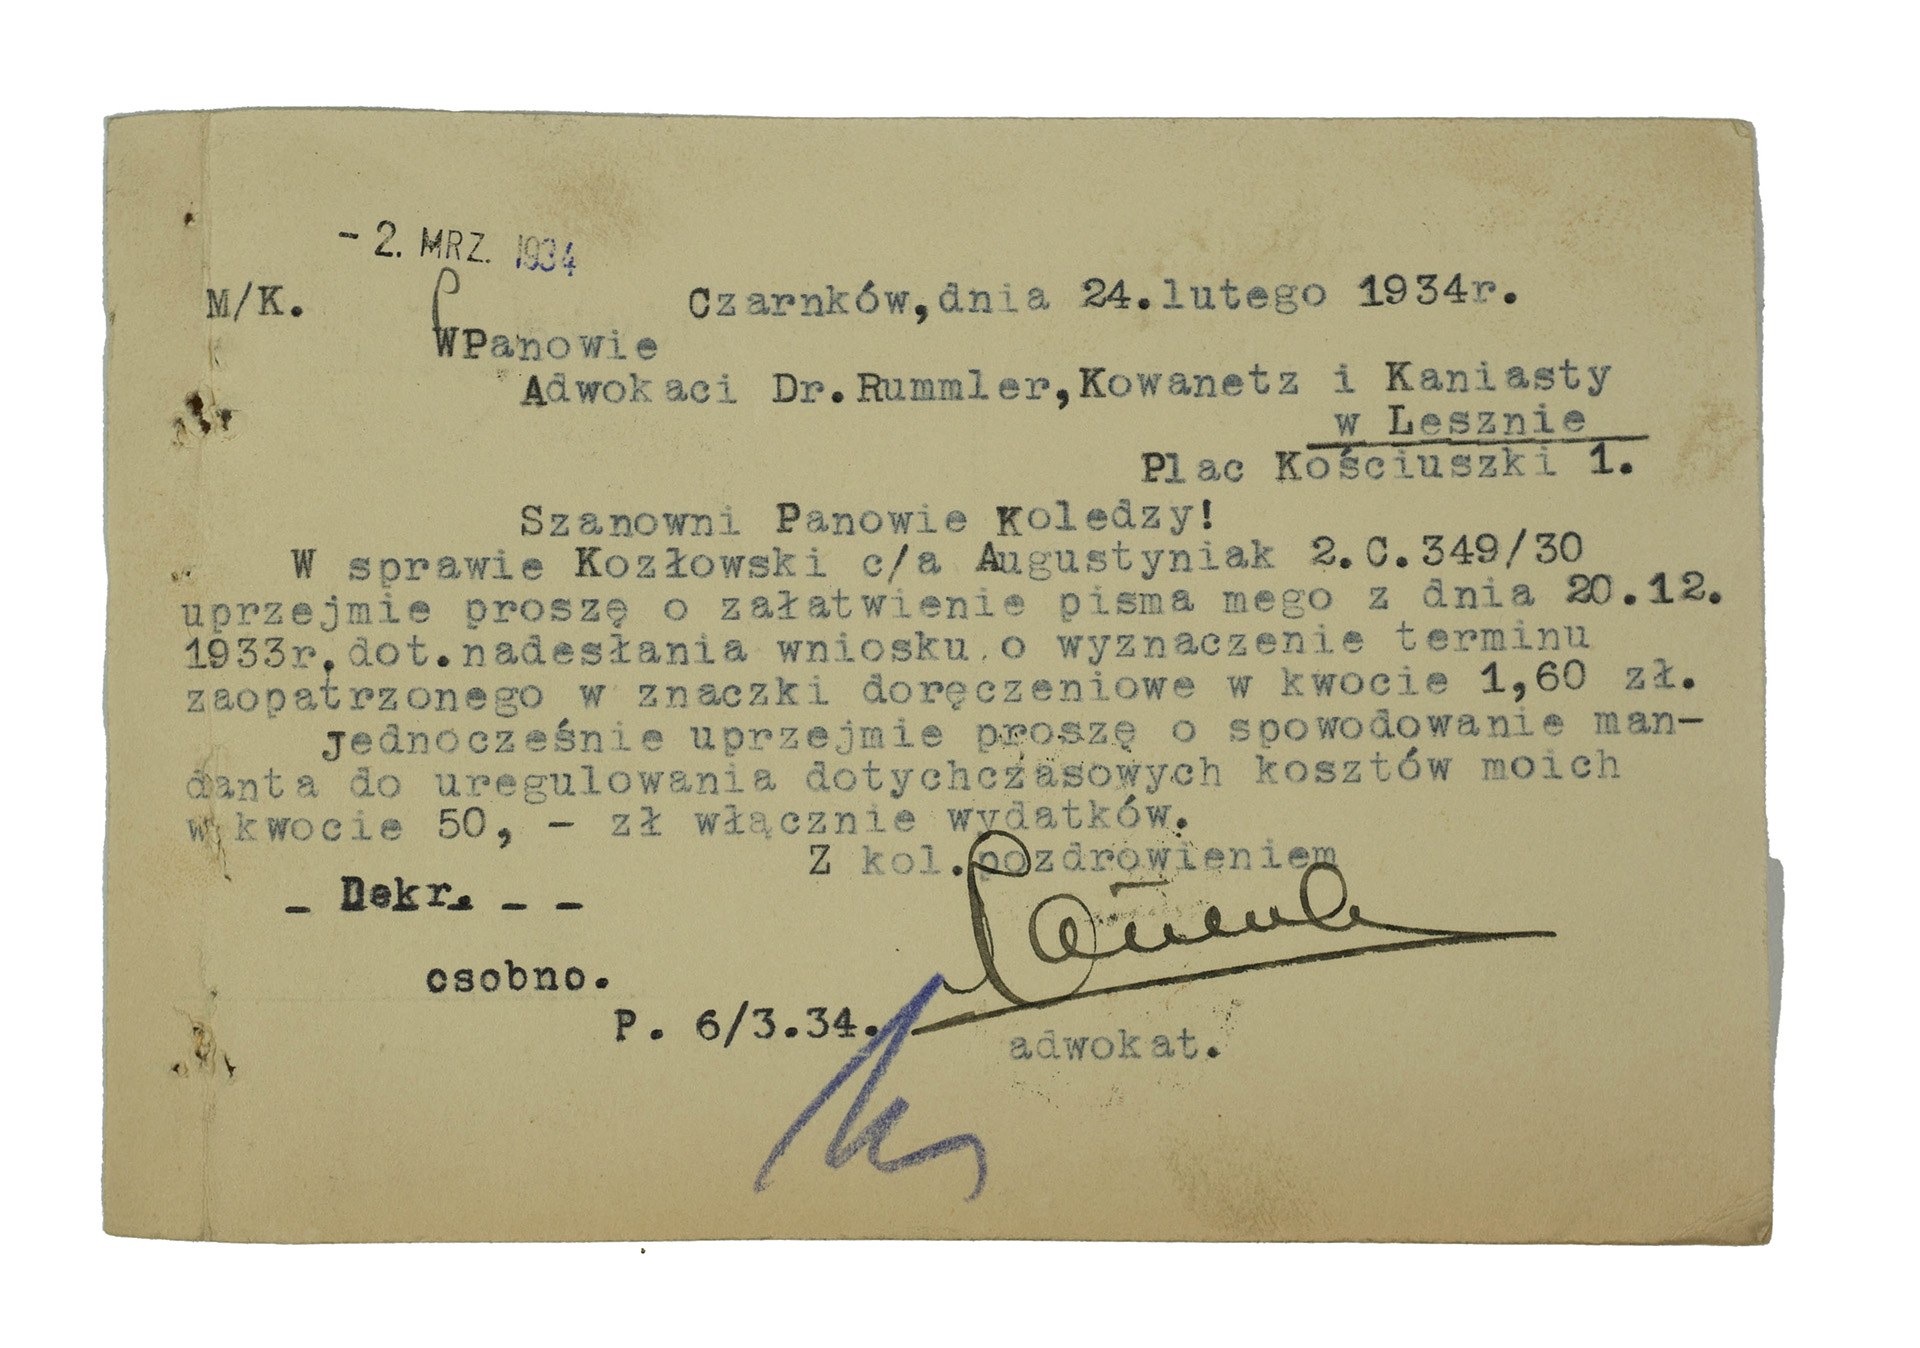 - 2. MRZ. 1934
M/K. Czarnków,dnia 24.lutego 1934r.
WPanowie
Adwokaci Dr.Rummler,Kowanetz i Kaniasty
w Lesznie
Plac Kościuszki 1.
Szanowni Panowie Koledzy!
W sprawie Kozłowski c/a Augustyniak 2.C.349/30
uprzejmie proszę o załatwienie pisma mego z dnia 20.12.
1933r.dot.nadesłania wniosku o wyznaczenie terminu
zaopatrzonego w znaczki doręczeniowe w kwocie 1,60 zł.
Jednocześnie uprzejmie proszę o spowodowanie man-
danta do uregulowania dotychczasowych kosztów moich
w kwocie 50, - zł włącznie wydatków.
Z kol.pozdrowieniem
_ Dekr. _ _
osobno.
P. 6/3.34.
adwokat.